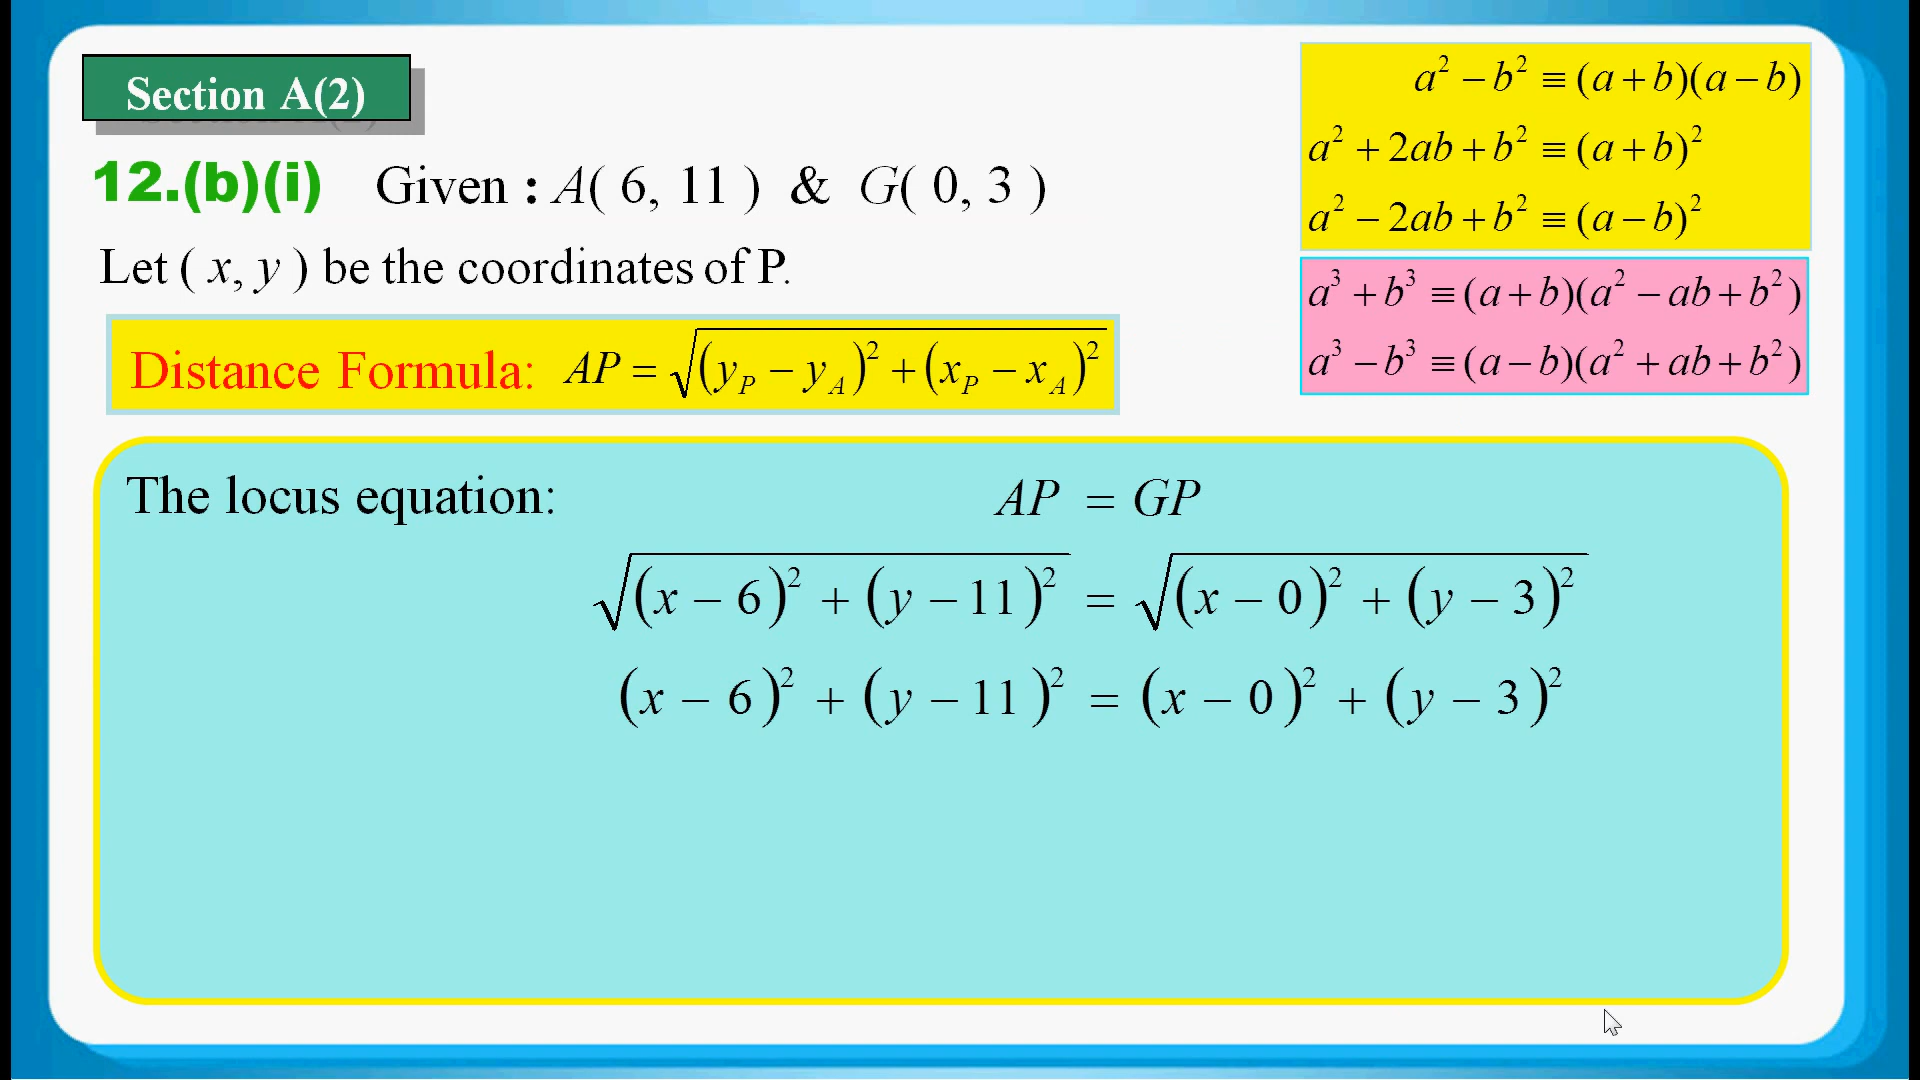 Section A(2)
12.(b)(i) Given : A( 6, 11 ) & G( 0, 3 )
Let ( x, y ) be the coordinates of P.
Distance Formula: AP = √((y_P − y_A)² + (x_P − x_A)²)
a² − b² ≡ (a + b)(a − b)
a² + 2ab + b² ≡ (a + b)²
a² − 2ab + b² ≡ (a − b)²
a³ + b³ ≡ (a + b)(a² − ab + b²)
a³ − b³ ≡ (a − b)(a² + ab + b²)
The locus equation: AP = GP
√((x − 6)² + (y − 11)²) = √((x − 0)² + (y − 3)²)
(x − 6)² + (y − 11)² = (x − 0)² + (y − 3)²